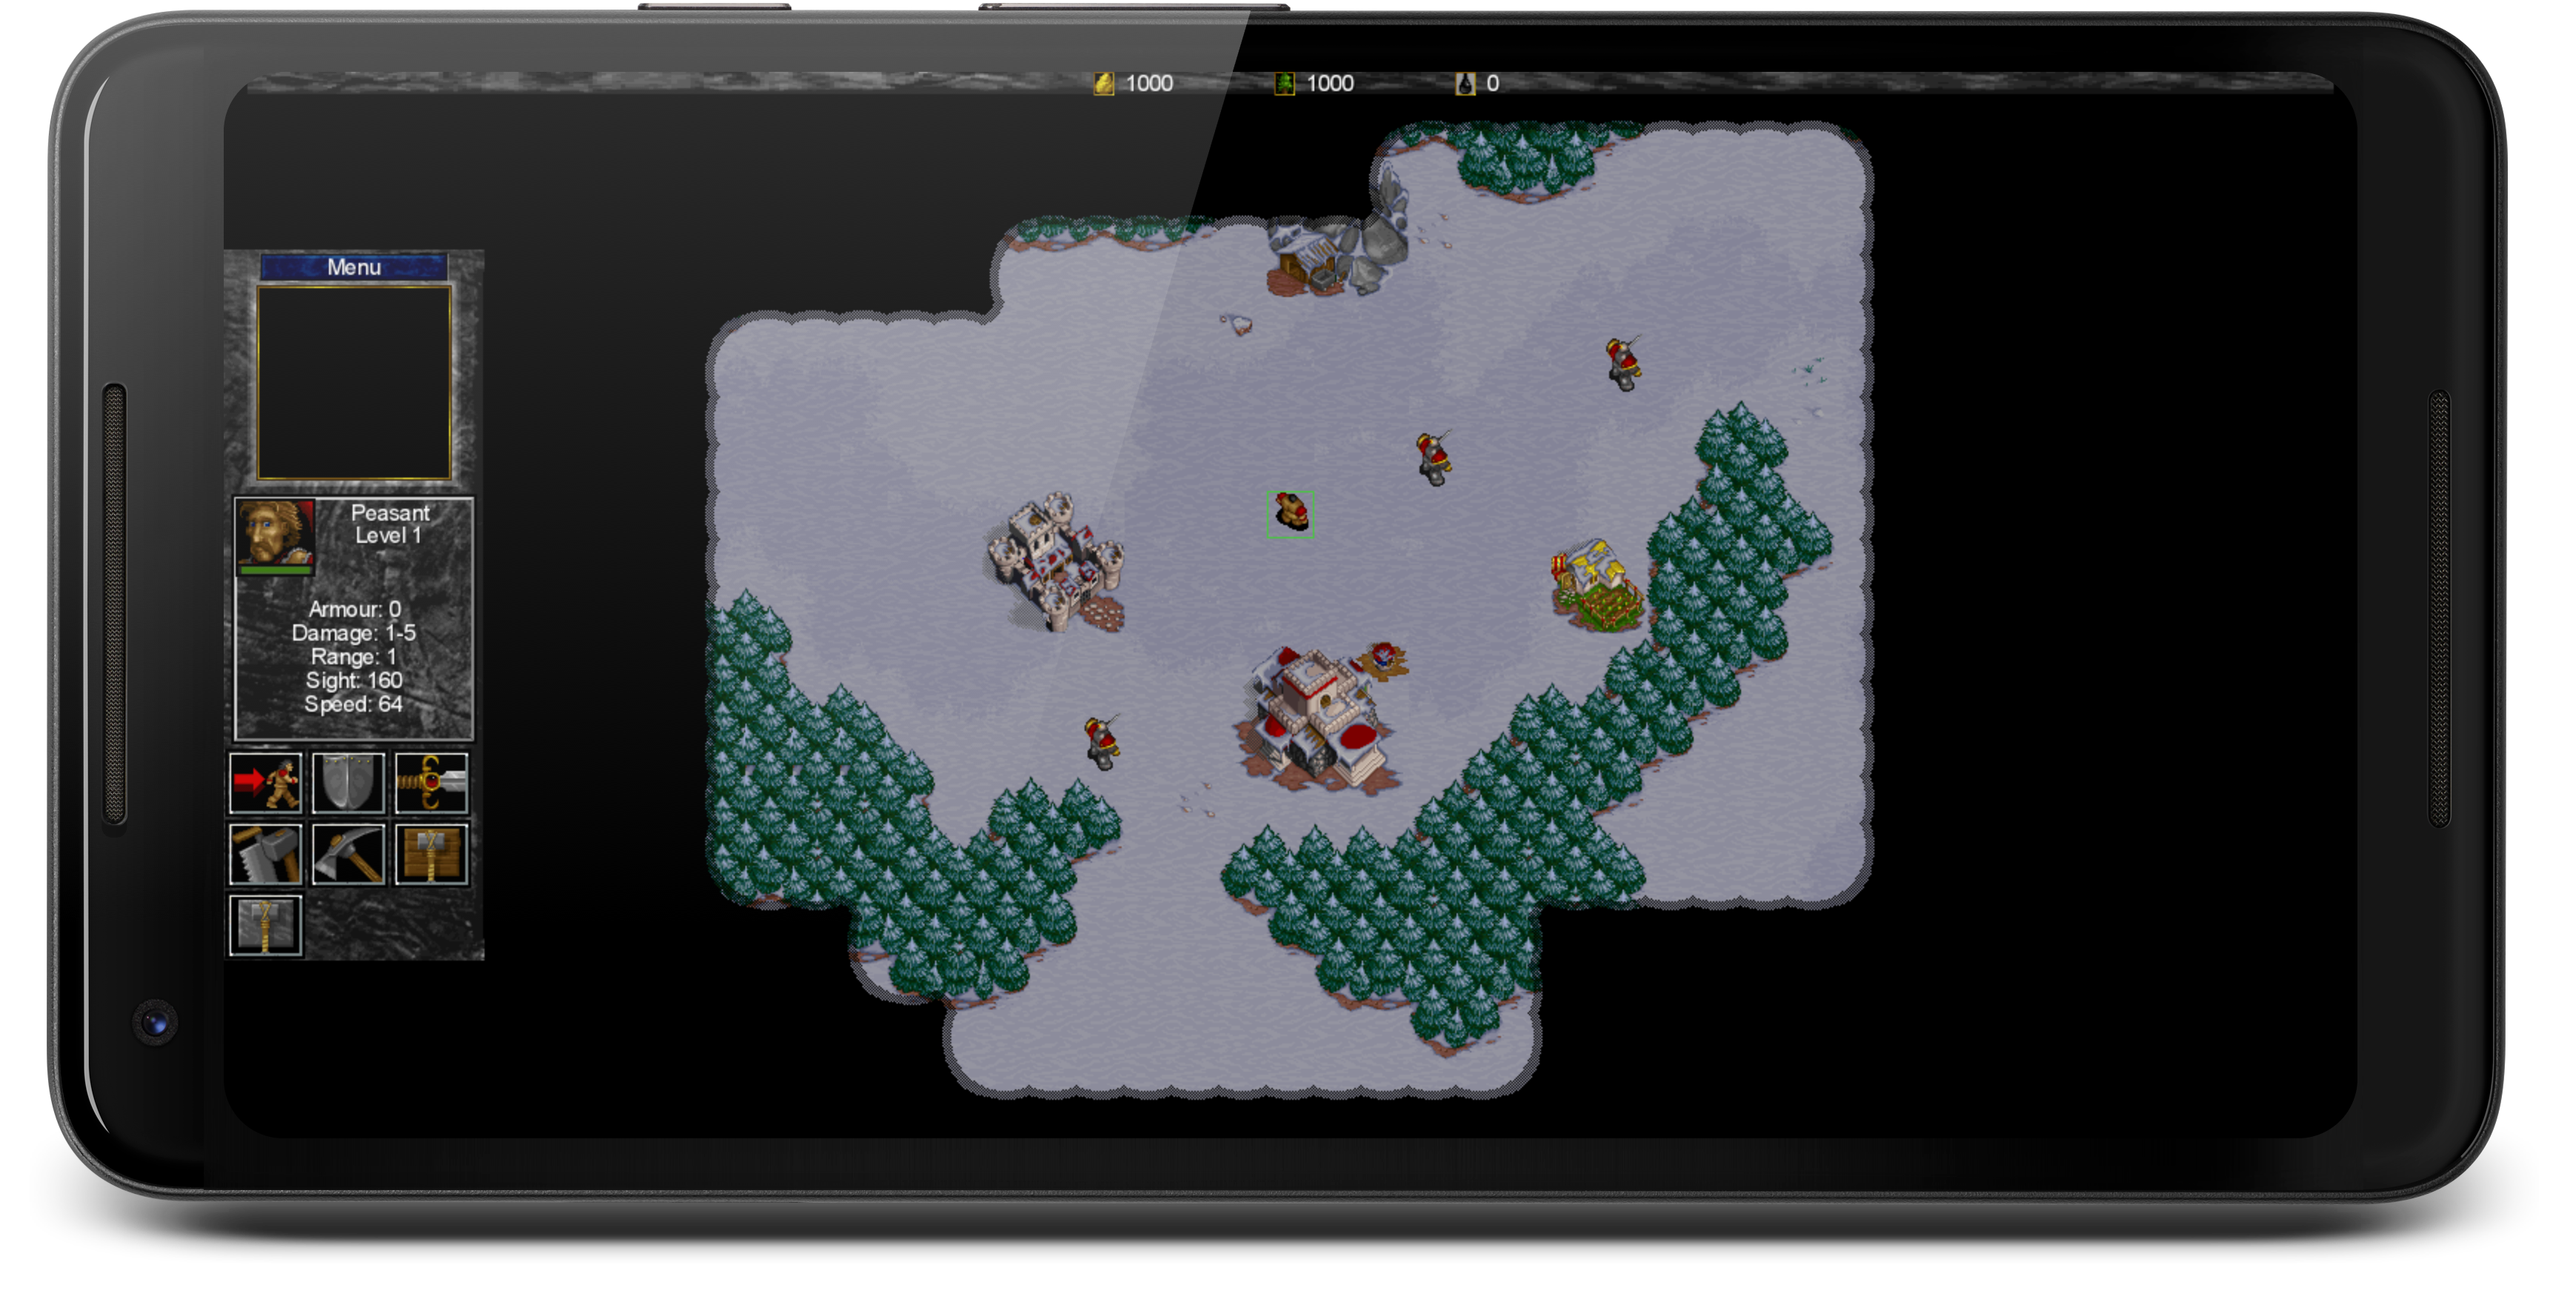 1000
1000
0
Menu
Peasant
Level 1
Armour: 0
Damage: 1-5
Range: 1
Sight: 160
Speed: 64